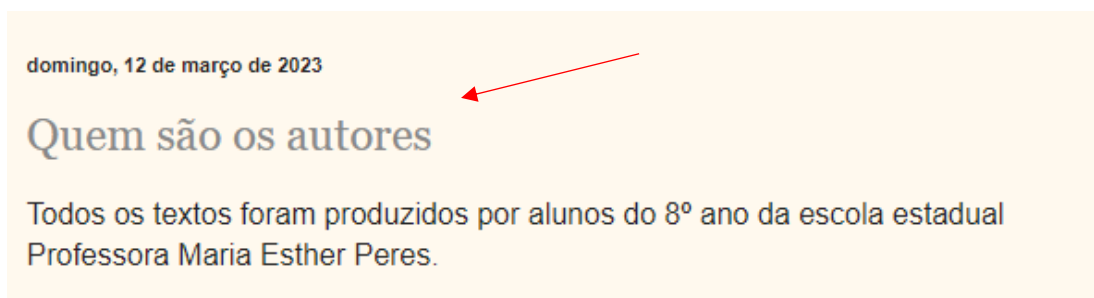 domingo, 12 de março de 2023
Quem são os autores
Todos os textos foram produzidos por alunos do 8º ano da escola estadual
Professora Maria Esther Peres.